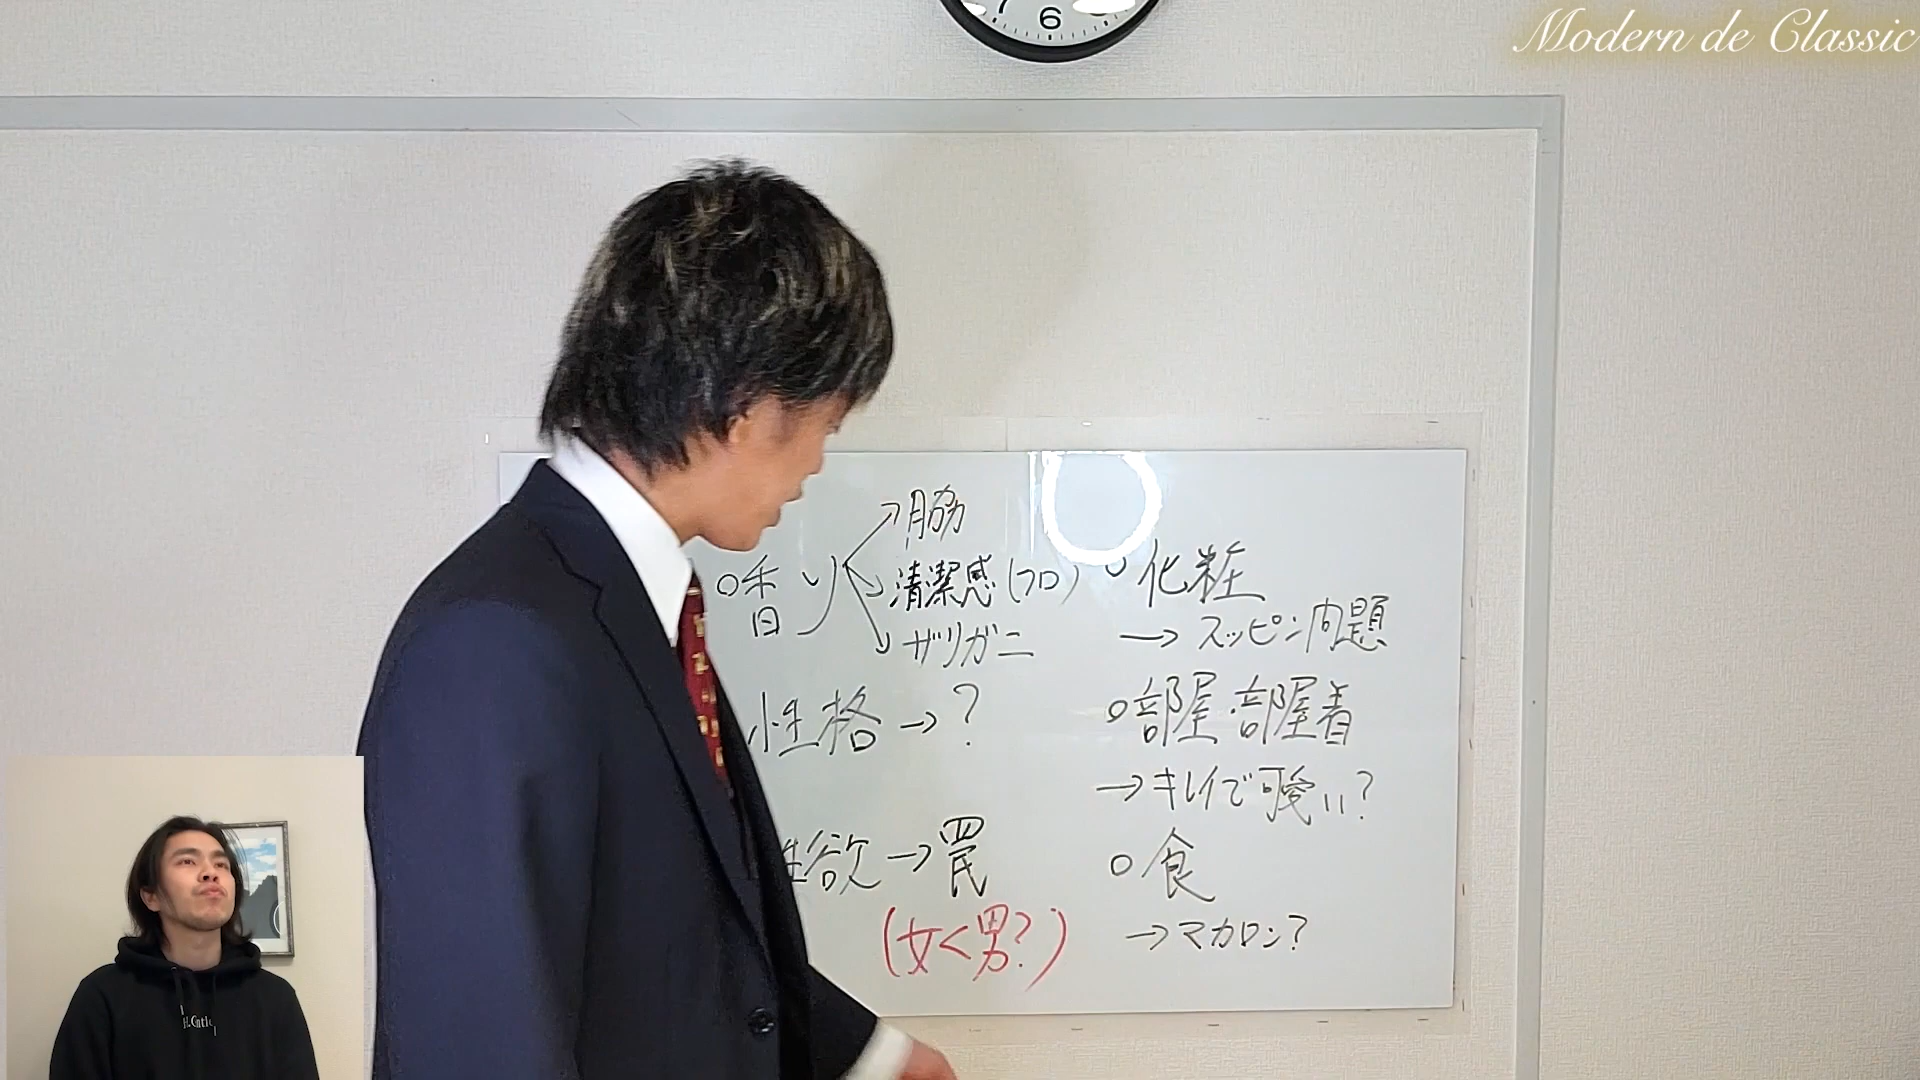 Modern de Classic
6
○香り
↗脇
清潔感(フロ)
ザリガニ
性格→?
性欲→罠
(女<男?)
○化粧
→スッピン問題
○部屋・部屋着
→キレイで可愛い?
○食
→マカロン?